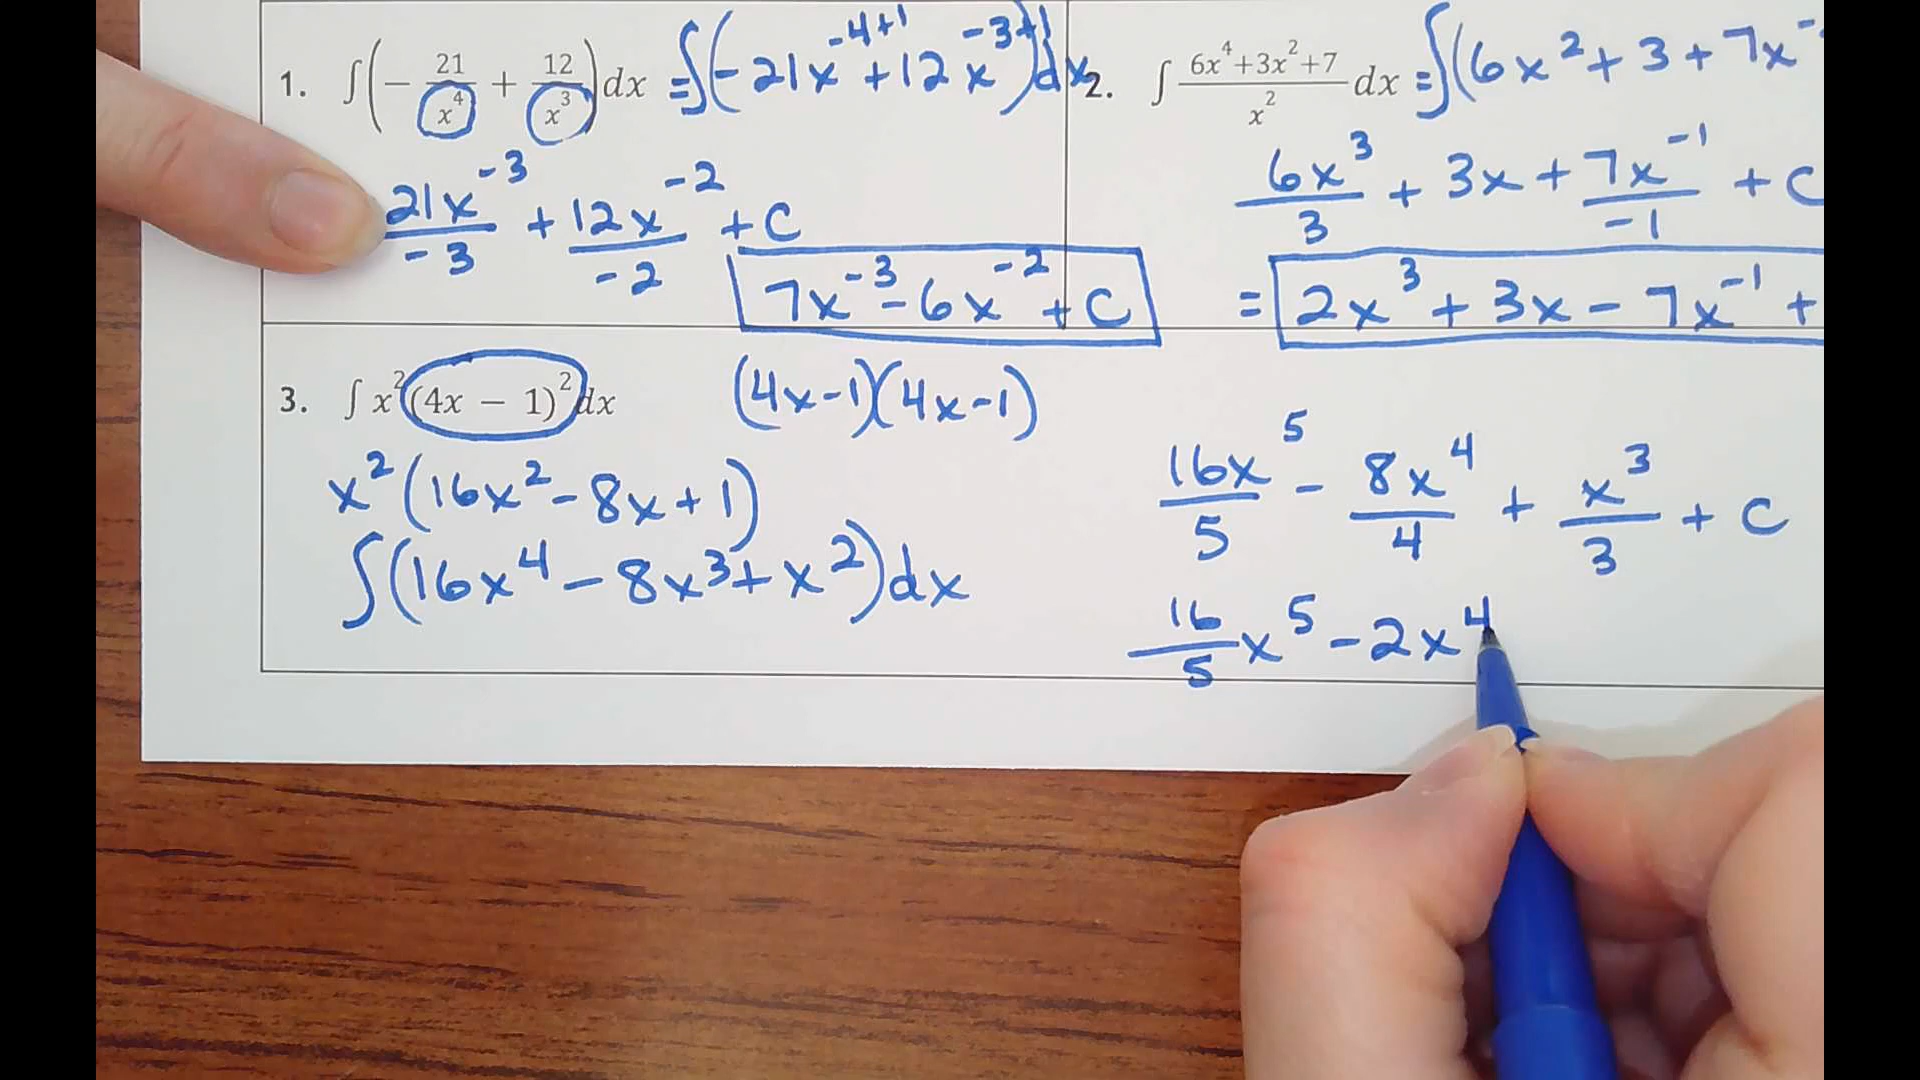 1. ∫(− 21/x⁴ + 12/x³)dx = ∫(−21x⁻⁴⁺¹ + 12x⁻³⁺¹)dx
21x⁻³/−3 + 12x⁻²/−2 + C
7x⁻³ − 6x⁻² + C
2. ∫ 6x⁴+3x²+7/x² dx = ∫(6x² + 3 + 7x⁻
6x³/3 + 3x + 7x⁻¹/−1 + C
= 2x³ + 3x − 7x⁻¹ +
3. ∫ x²(4x − 1)² dx (4x−1)(4x−1)
x²(16x² − 8x + 1)
∫(16x⁴ − 8x³ + x²)dx
16x⁵/5 − 8x⁴/4 + x³/3 + C
16/5 x⁵ − 2x⁴